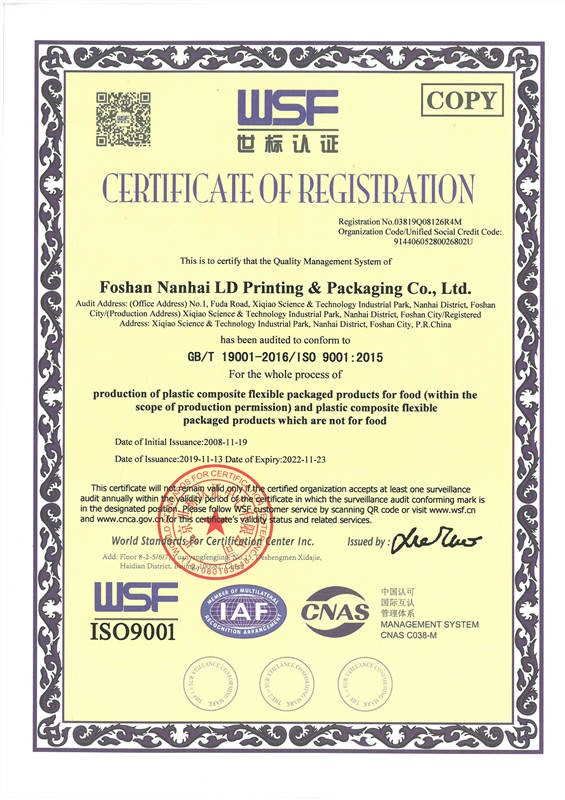 WSF
COPY
世标认证
CERTIFICATE OF REGISTRATION
Registration No.03819Q08126R4M
Organization Code/Unified Social Credit Code:
91440605280026802U
This is to certify that the Quality Management System of
Foshan Nanhai LD Printing & Packaging Co., Ltd.
Audit Address: (Office Address) No.1, Fuda Road, Xiqiao Science & Technology Industrial Park, Nanhai District, Foshan
City/(Production Address) Xiqiao Science & Technology Industrial Park, Nanhai District, Foshan City/Registered
Address: Xiqiao Science & Technology Industrial Park, Nanhai District, Foshan City, P.R.China
has been audited to conform to
GB/T 19001-2016/ISO 9001:2015
For the whole process of
production of plastic composite flexible packaged products for food (within the
scope of production permission) and plastic composite flexible
packaged products which are not for food
Date of Initial Issuance:2008-11-19
Date of Issuance:2019-11-13 Date of Expiry:2022-11-23
This certificate will not remain valid only if the certified organization accepts at least one surveillance
audit annually within the validity period of the certificate in which the surveillance audit conforming mark is
in the designated position. Please follow WSF customer service by scanning QR code or visit www.wsf.cn
and www.cnca.gov.cn for this certificate's validity status and related services.
World Standards For Certification Center Inc.
Issued by:
Add: Floor 8-2-5/6/7, No.15, Xidajie,
Haidian District,
WSF
ISO9001
MEMBER OF MULTILATERAL
IAF
RECOGNITION ARRANGEMENT
CNAS
中国认可
国际互认
管理体系
MANAGEMENT SYSTEM
CNAS C038-M
SURVEILLANCE CONFORMING MARK
SURVEILLANCE CONFORMING MARK
SURVEILLANCE CONFORMING MARK